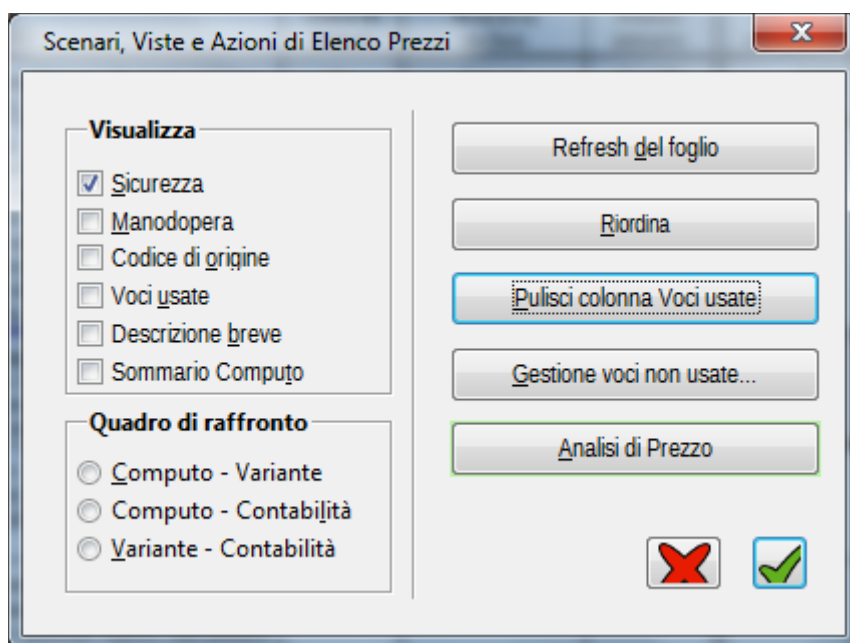 Scenari, Viste e Azioni di Elenco Prezzi
Visualizza
Sicurezza
Manodopera
Codice di origine
Voci usate
Descrizione breve
Sommario Computo
Quadro di raffronto
Computo - Variante
Computo - Contabilità
Variante - Contabilità
Refresh del foglio
Riordina
Pulisci colonna Voci usate
Gestione voci non usate...
Analisi di Prezzo